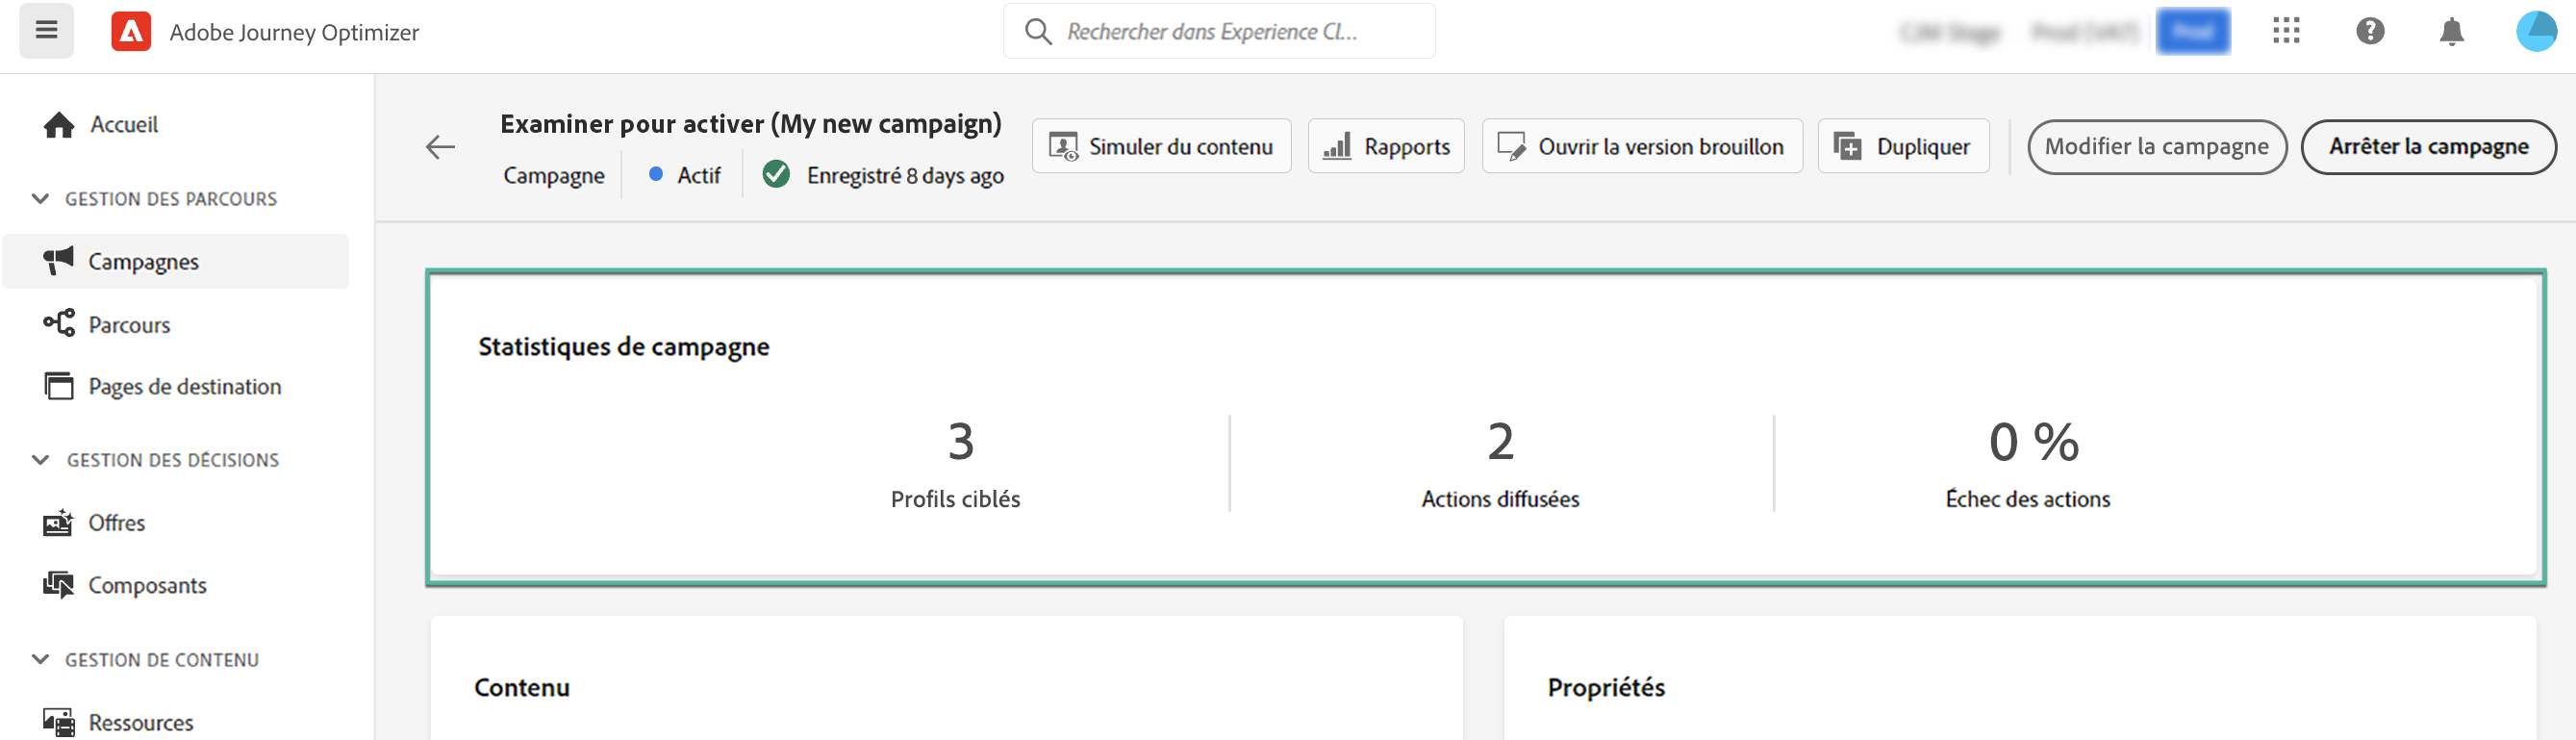 Adobe Journey Optimizer
Rechercher dans Experience Cl...
Accueil
GESTION DES PARCOURS
Campagnes
Parcours
Pages de destination
GESTION DES DÉCISIONS
Offres
Composants
GESTION DE CONTENU
Ressources
Examiner pour activer (My new campaign)
Campagne
Actif
Enregistré 8 days ago
Simuler du contenu
Rapports
Ouvrir la version brouillon
Dupliquer
Modifier la campagne
Arrêter la campagne
Statistiques de campagne
3
Profils ciblés
2
Actions diffusées
0 %
Échec des actions
Contenu
Propriétés